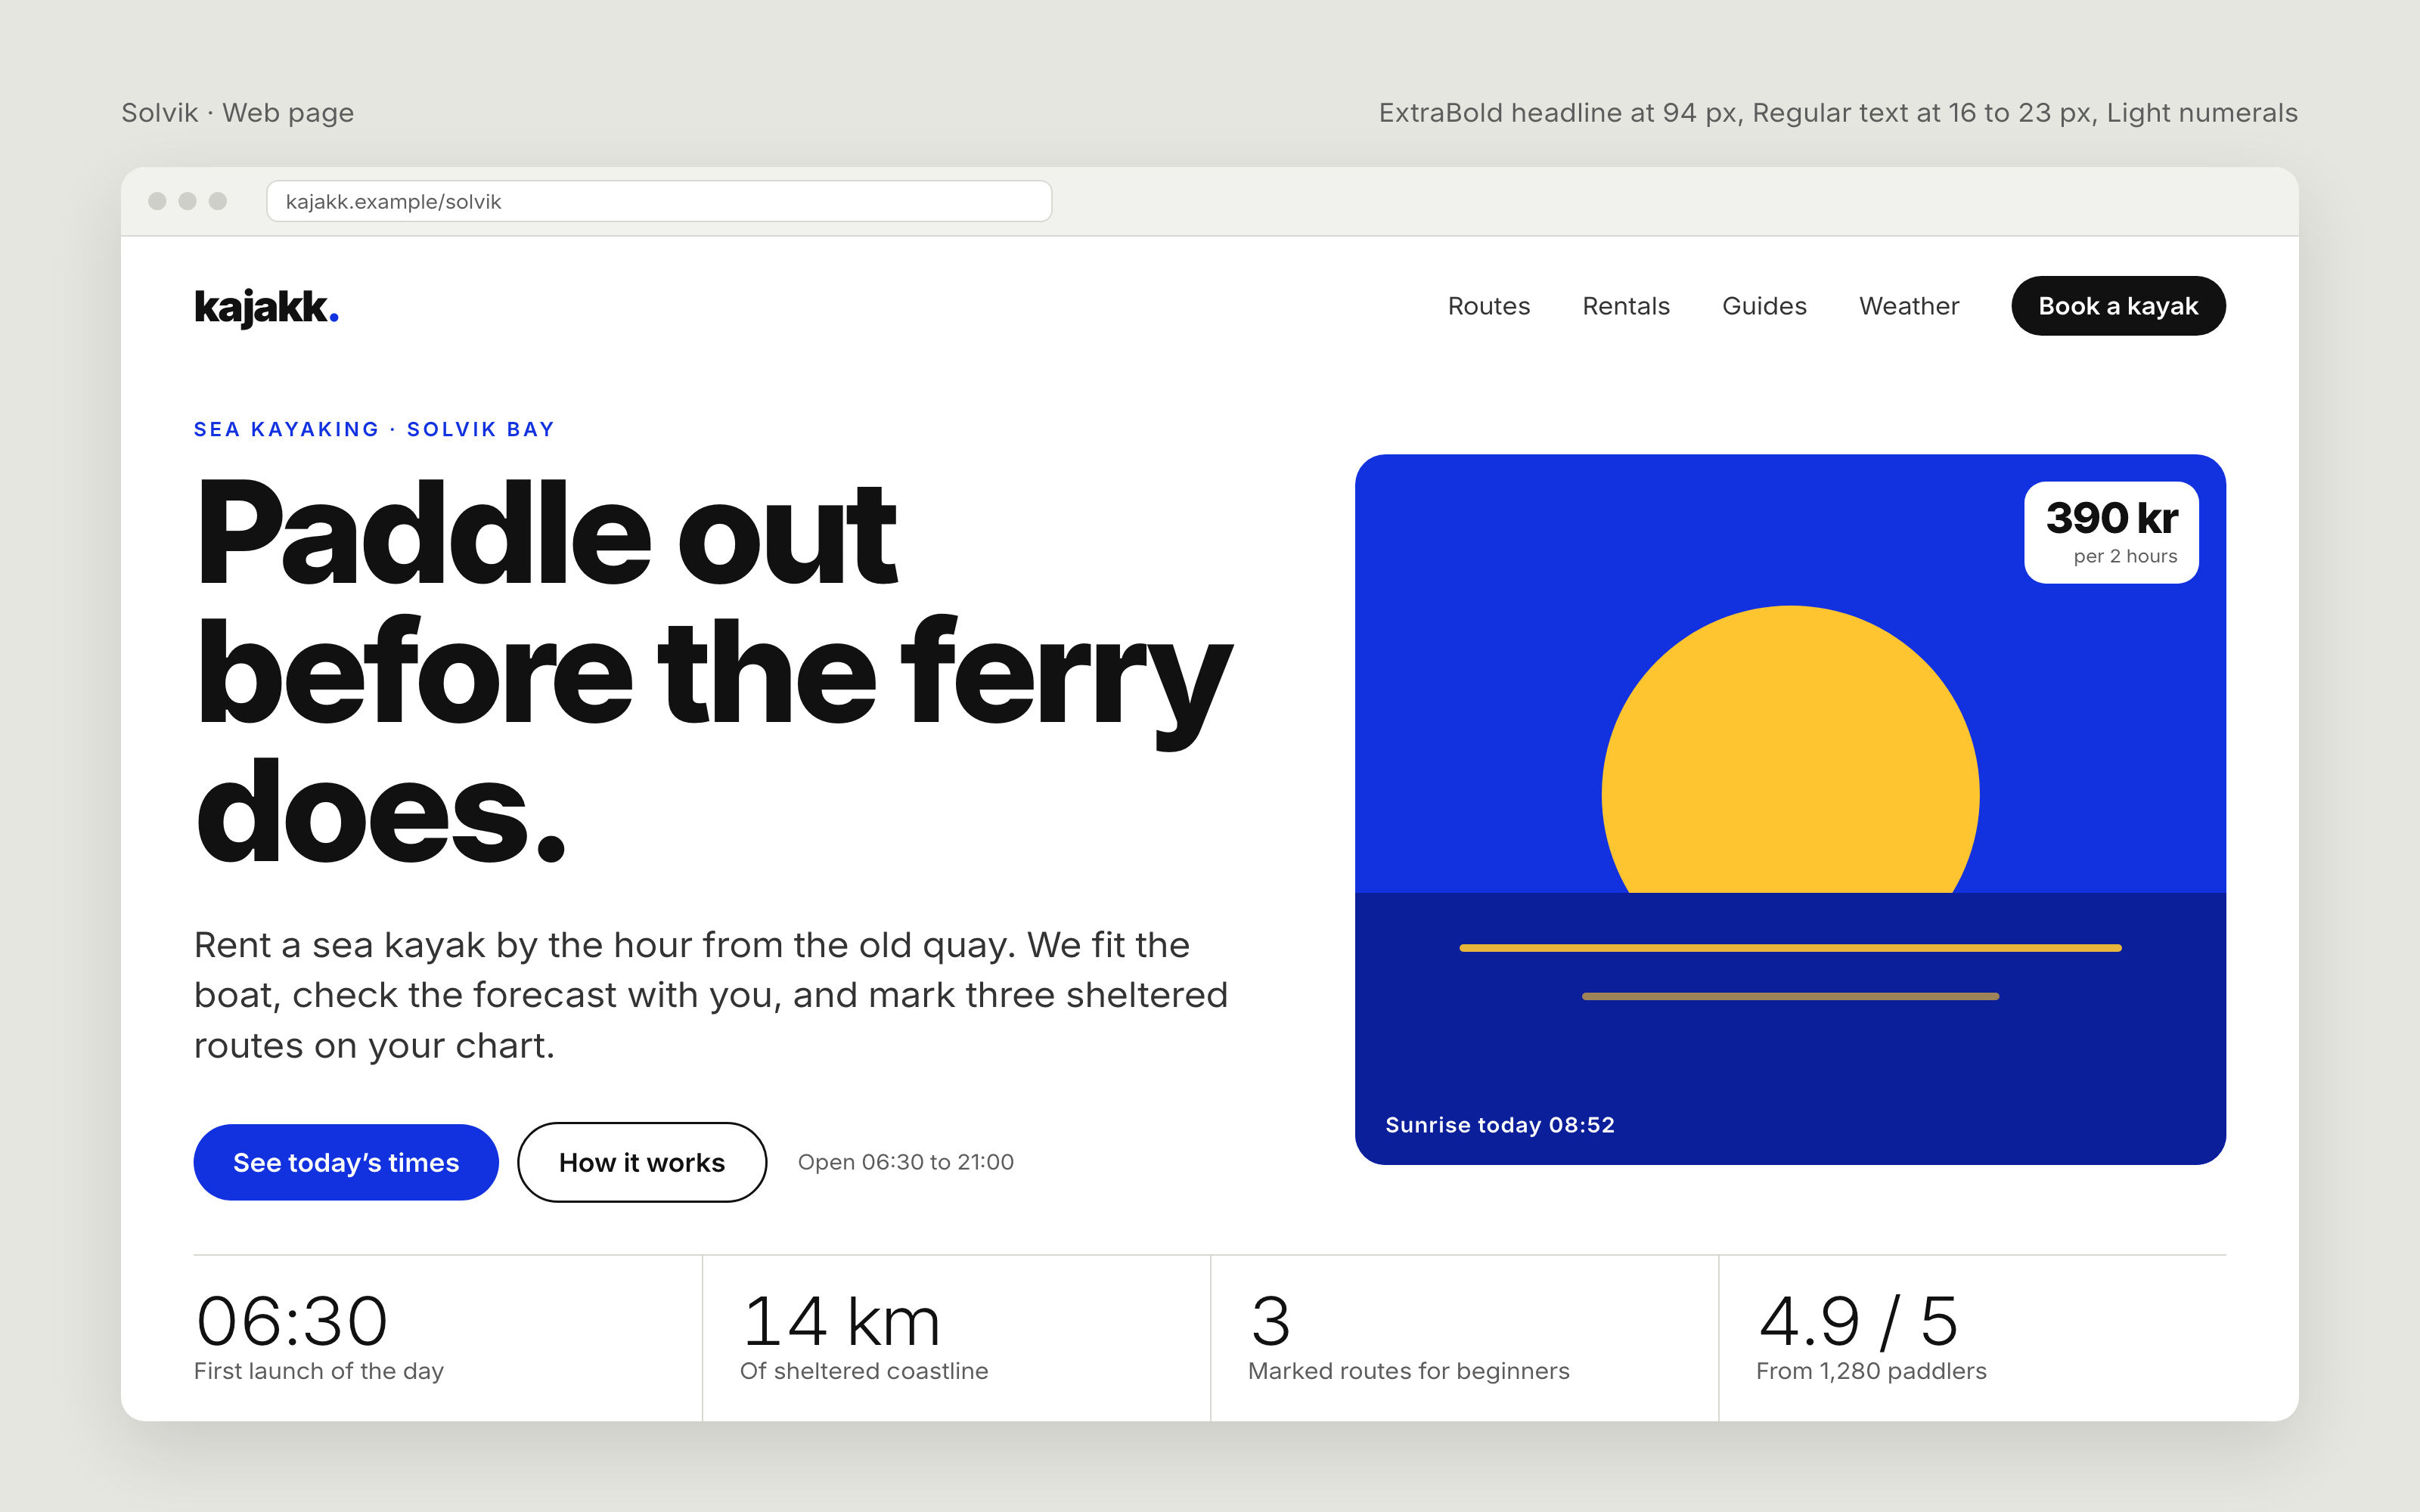 Solvik · Web page
ExtraBold headline at 94 px, Regular text at 16 to 23 px, Light numerals
kajakk.example/solvik
kajakk.
Routes
Rentals
Guides
Weather
Book a kayak
SEA KAYAKING · SOLVIK BAY
Paddle out
before the ferry
does.
Rent a sea kayak by the hour from the old quay. We fit the
boat, check the forecast with you, and mark three sheltered
routes on your chart.
See today’s times
How it works
Open 06:30 to 21:00
390 kr
per 2 hours
Sunrise today 08:52
06:30
First launch of the day
14 km
Of sheltered coastline
3
Marked routes for beginners
4.9 / 5
From 1,280 paddlers